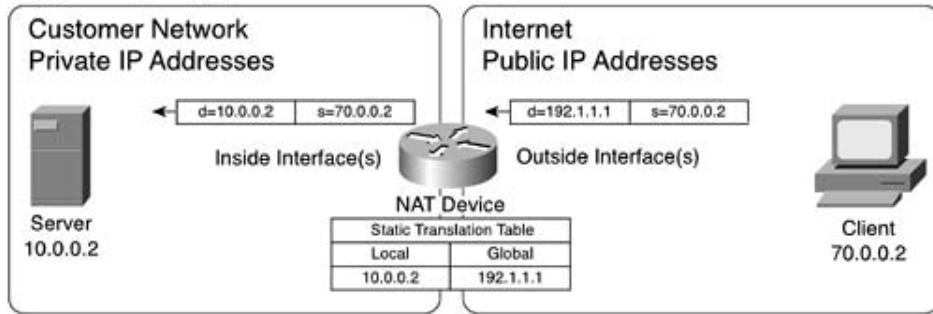 Customer Network
Private IP Addresses
Internet
Public IP Addresses
d=10.0.0.2 s=70.0.0.2
d=192.1.1.1 s=70.0.0.2
Inside Interface(s)
Outside Interface(s)
NAT Device
Server
10.0.0.2
Static Translation Table
Local Global
10.0.0.2 192.1.1.1
Client
70.0.0.2